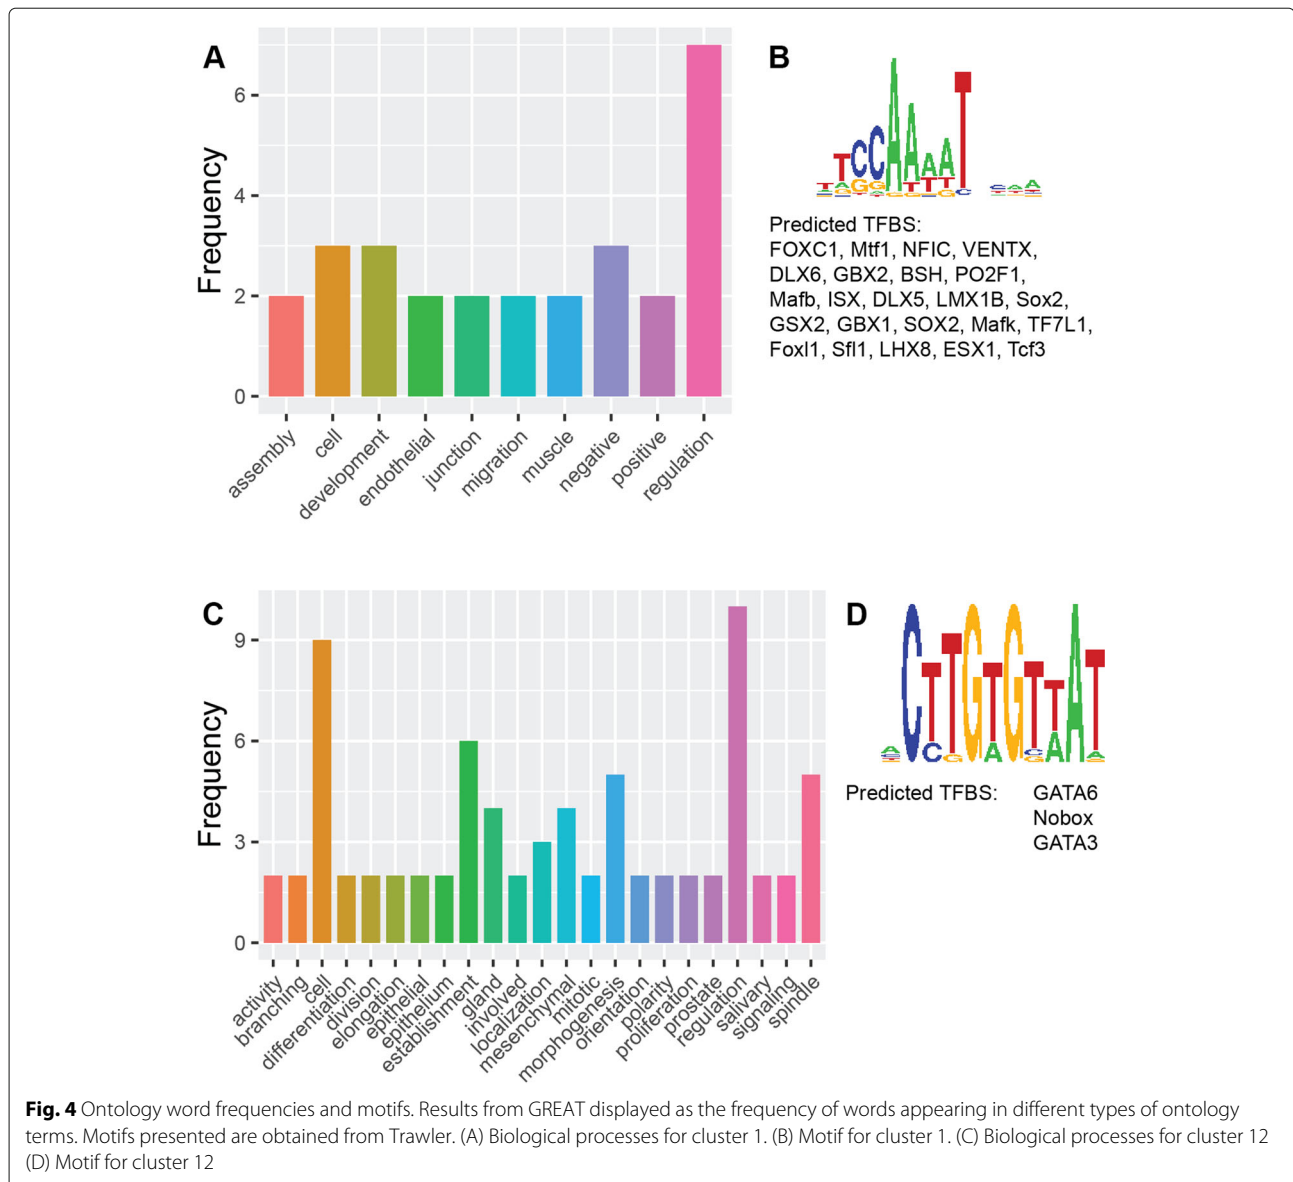 A
Frequency
6
4
2
0
assembly
cell
development
endothelial
junction
migration
muscle
negative
positive
regulation
B
Predicted TFBS:
FOXC1, Mtf1, NFIC, VENTX,
DLX6, GBX2, BSH, PO2F1,
Mafb, ISX, DLX5, LMX1B, Sox2,
GSX2, GBX1, SOX2, Mafk, TF7L1,
Foxl1, Sfl1, LHX8, ESX1, Tcf3
C
Frequency
9
6
3
0
activity
branching
cell
differentiation
division
elongation
epithelial
epithelium
establishment
gland
involved
localization
mesenchymal
mitotic
morphogenesis
orientation
polarity
proliferation
prostate
regulation
salivary
signaling
spindle
D
CTTGTGTTAT
Predicted TFBS: GATA6
Nobox
GATA3
Fig. 4 Ontology word frequencies and motifs. Results from GREAT displayed as the frequency of words appearing in different types of ontology
terms. Motifs presented are obtained from Trawler. (A) Biological processes for cluster 1. (B) Motif for cluster 1. (C) Biological processes for cluster 12
(D) Motif for cluster 12